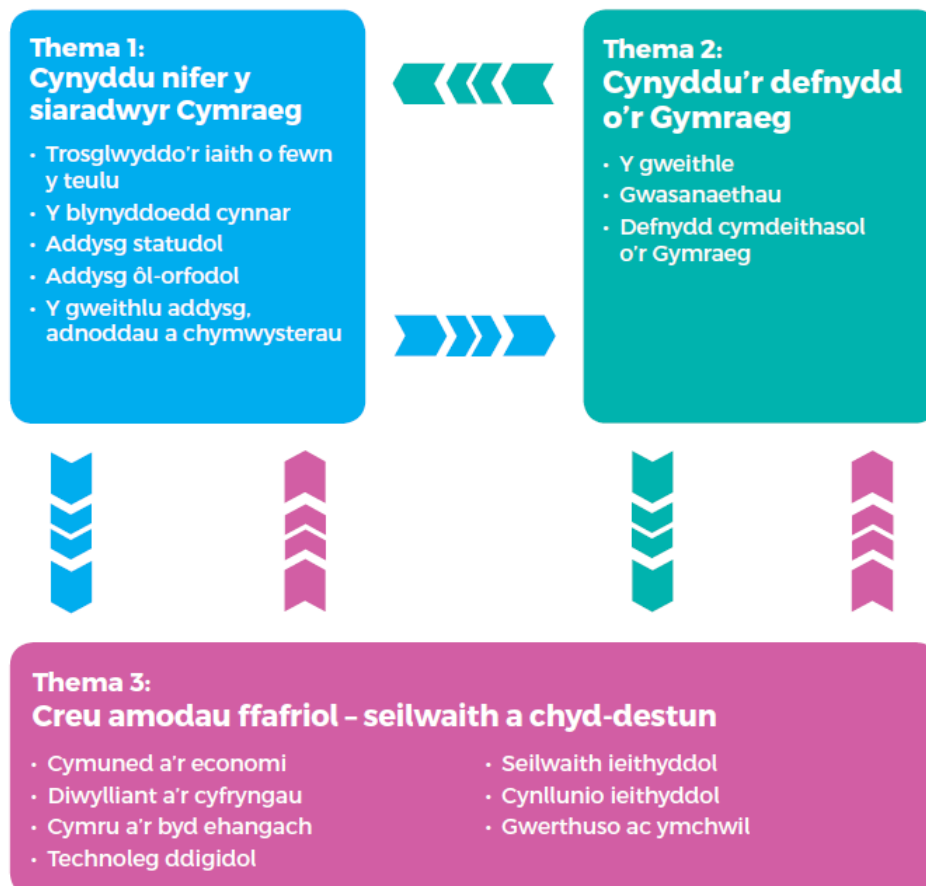 Thema 1:
Cynyddu nifer y
siaradwyr Cymraeg
· Trosglwyddo'r iaith o fewn
y teulu
· Y blynyddoedd cynnar
· Addysg statudol
· Addysg ôl-orfodol
· Y gweithlu addysg,
adnoddau a chymwysterau
Thema 2:
Cynyddu'r defnydd
o'r Gymraeg
· Y gweithle
· Gwasanaethau
· Defnydd cymdeithasol
o'r Gymraeg
Thema 3:
Creu amodau ffafriol – seilwaith a chyd-destun
· Cymuned a'r economi
· Diwylliant a'r cyfryngau
· Cymru a'r byd ehangach
· Technoleg ddigidol
· Seilwaith ieithyddol
· Cynllunio ieithyddol
· Gwerthuso ac ymchwil